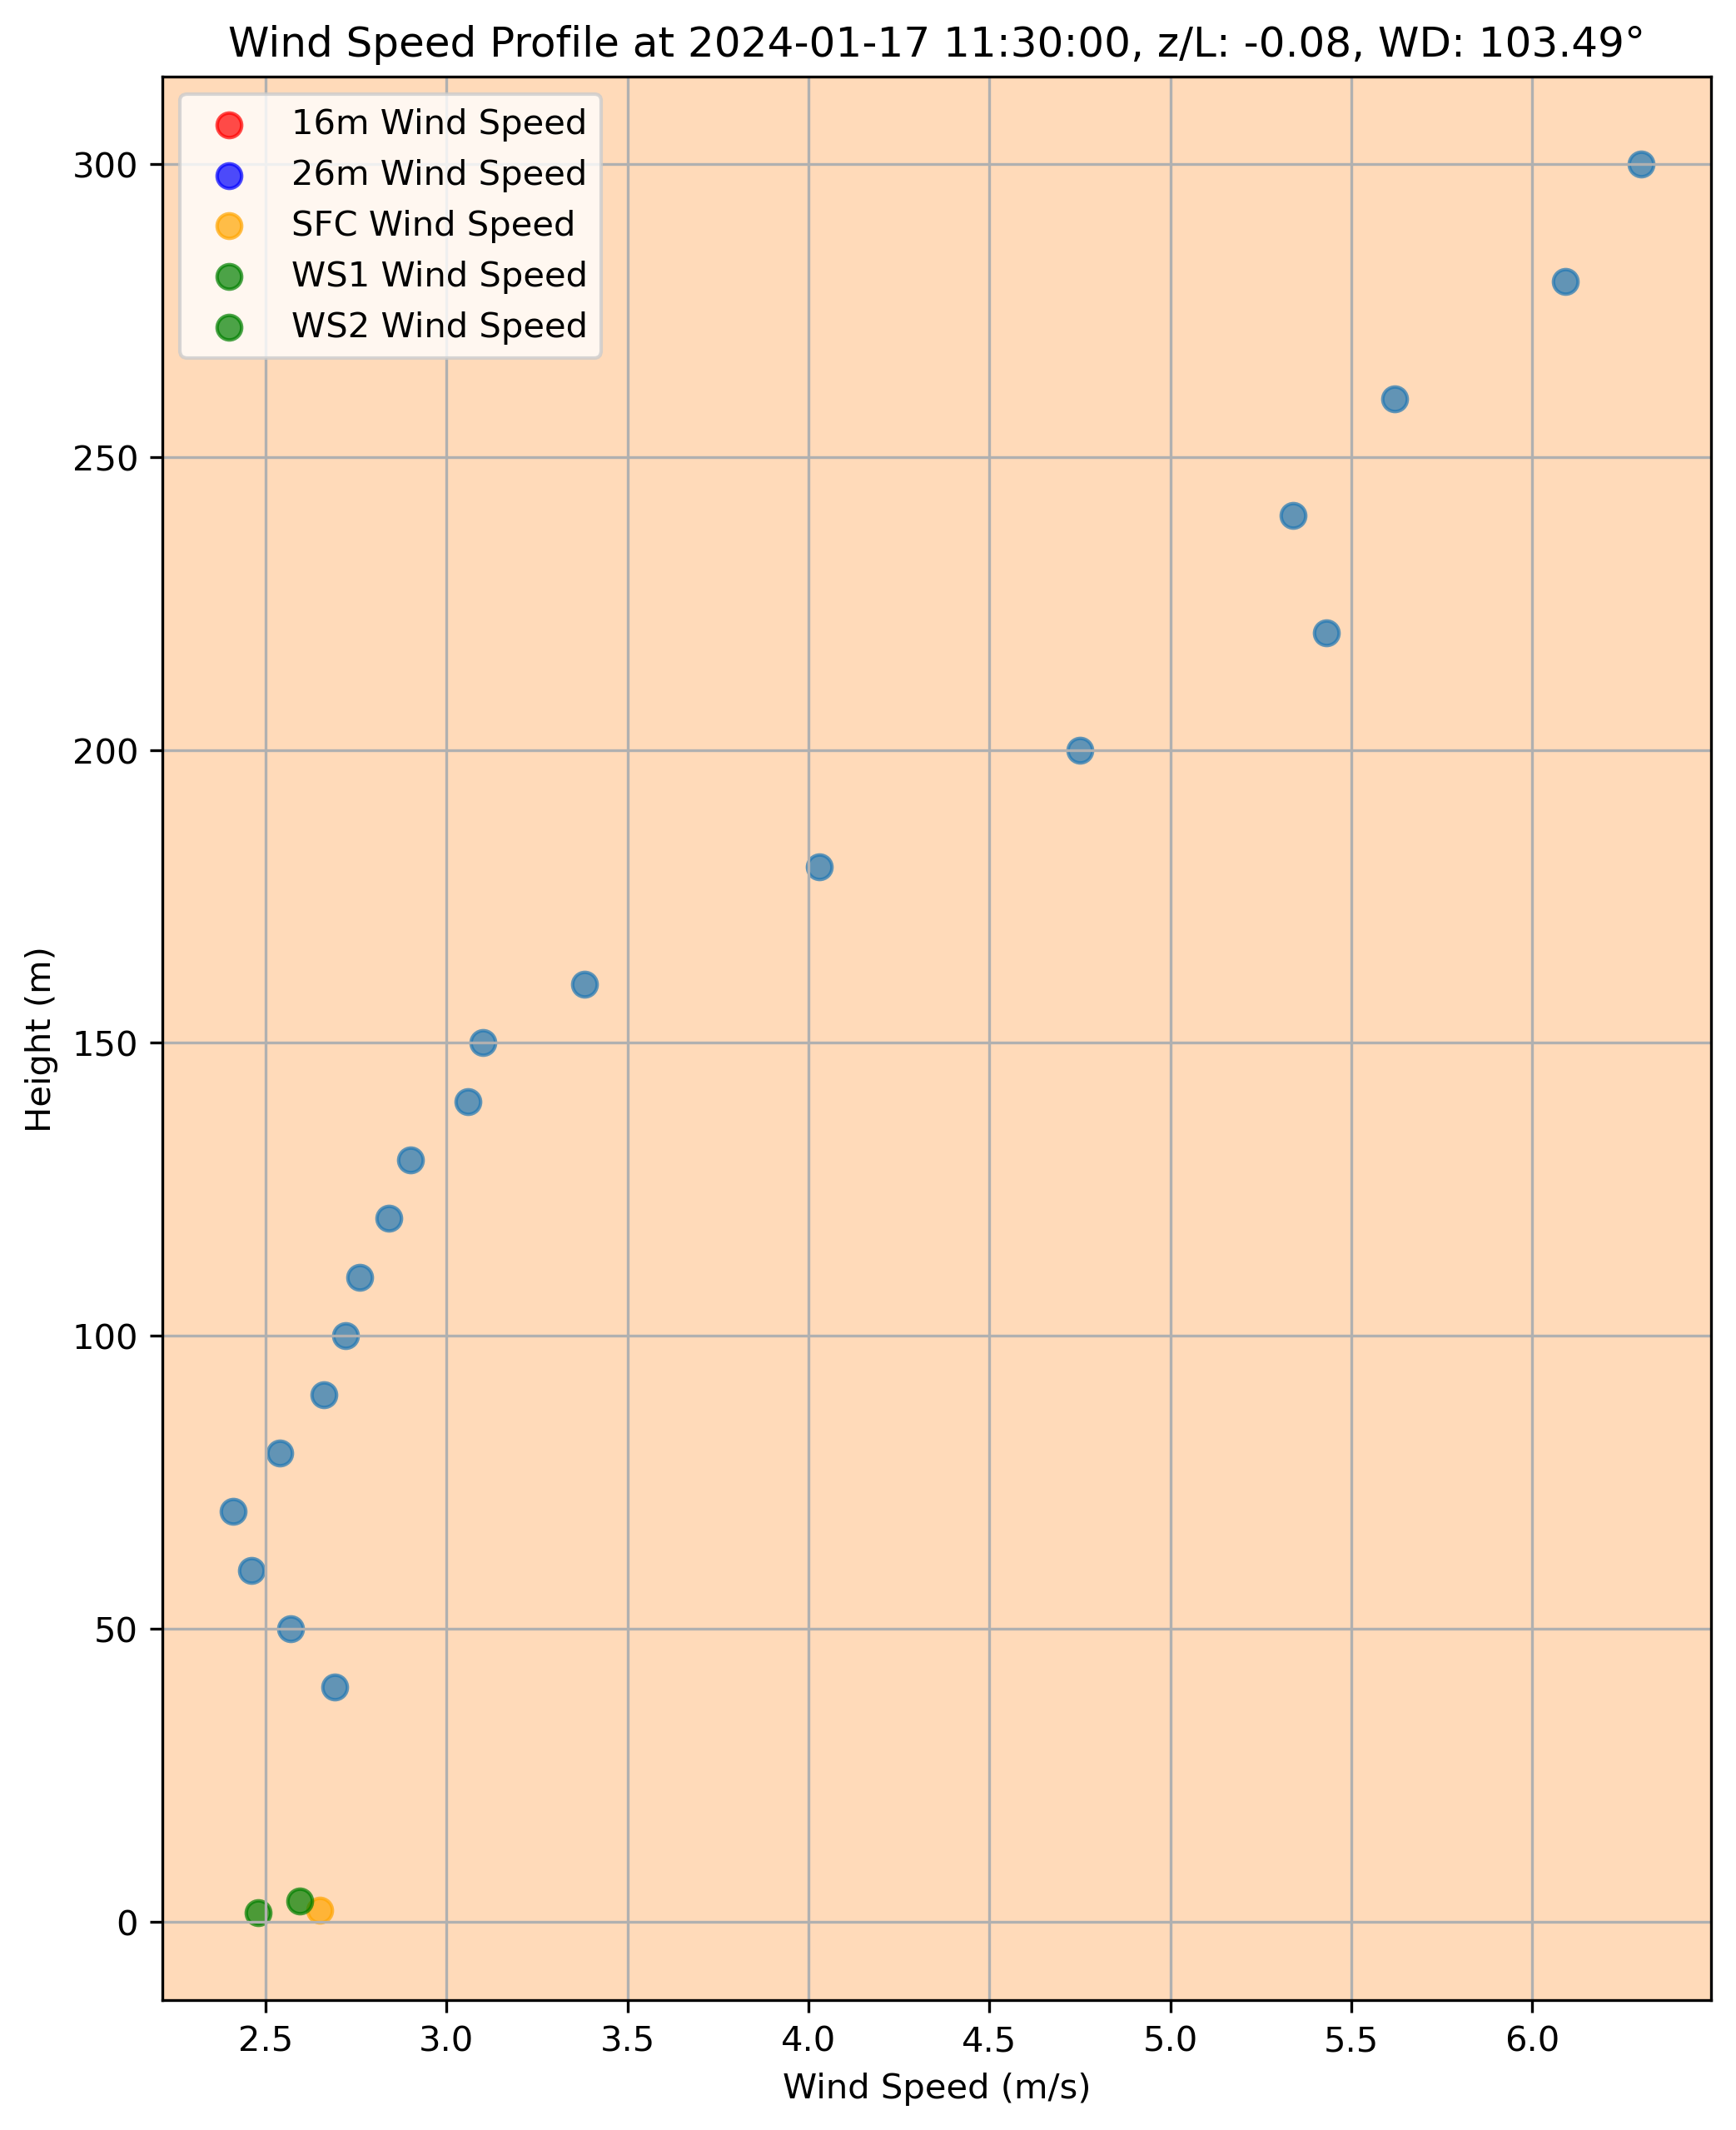 Wind Speed Profile at 2024-01-17 11:30:00, z/L: -0.08, WD: 103.49°
16m Wind Speed
26m Wind Speed
SFC Wind Speed
WS1 Wind Speed
WS2 Wind Speed
300
250
200
150
100
50
0
Height (m)
2.5 3.0 3.5 4.0 4.5 5.0 5.5 6.0
Wind Speed (m/s)